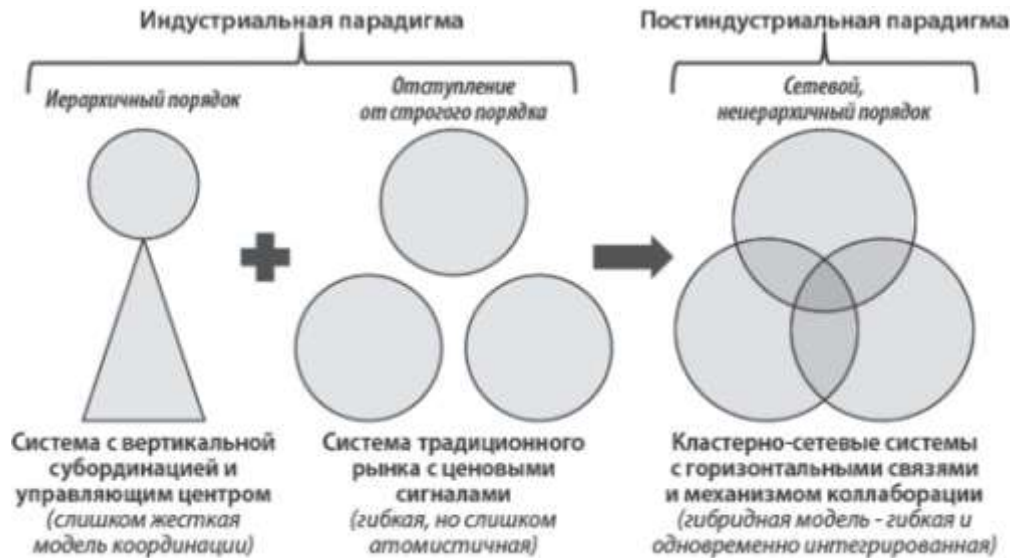 Индустриальная парадигма
Постиндустриальная парадигма
Иерархичный порядок
Отступление
от строгого порядка
Сетевой,
неиерархичный порядок
Система с вертикальной
субординацией и
управляющим центром
(слишком жесткая
модель координации)
Система традиционного
рынка с ценовыми
сигналами
(гибкая, но слишком
атомистичная)
Кластерно-сетевые системы
с горизонтальными связями
и механизмом коллаборации
(гибридная модель - гибкая и
одновременно интегрированная)